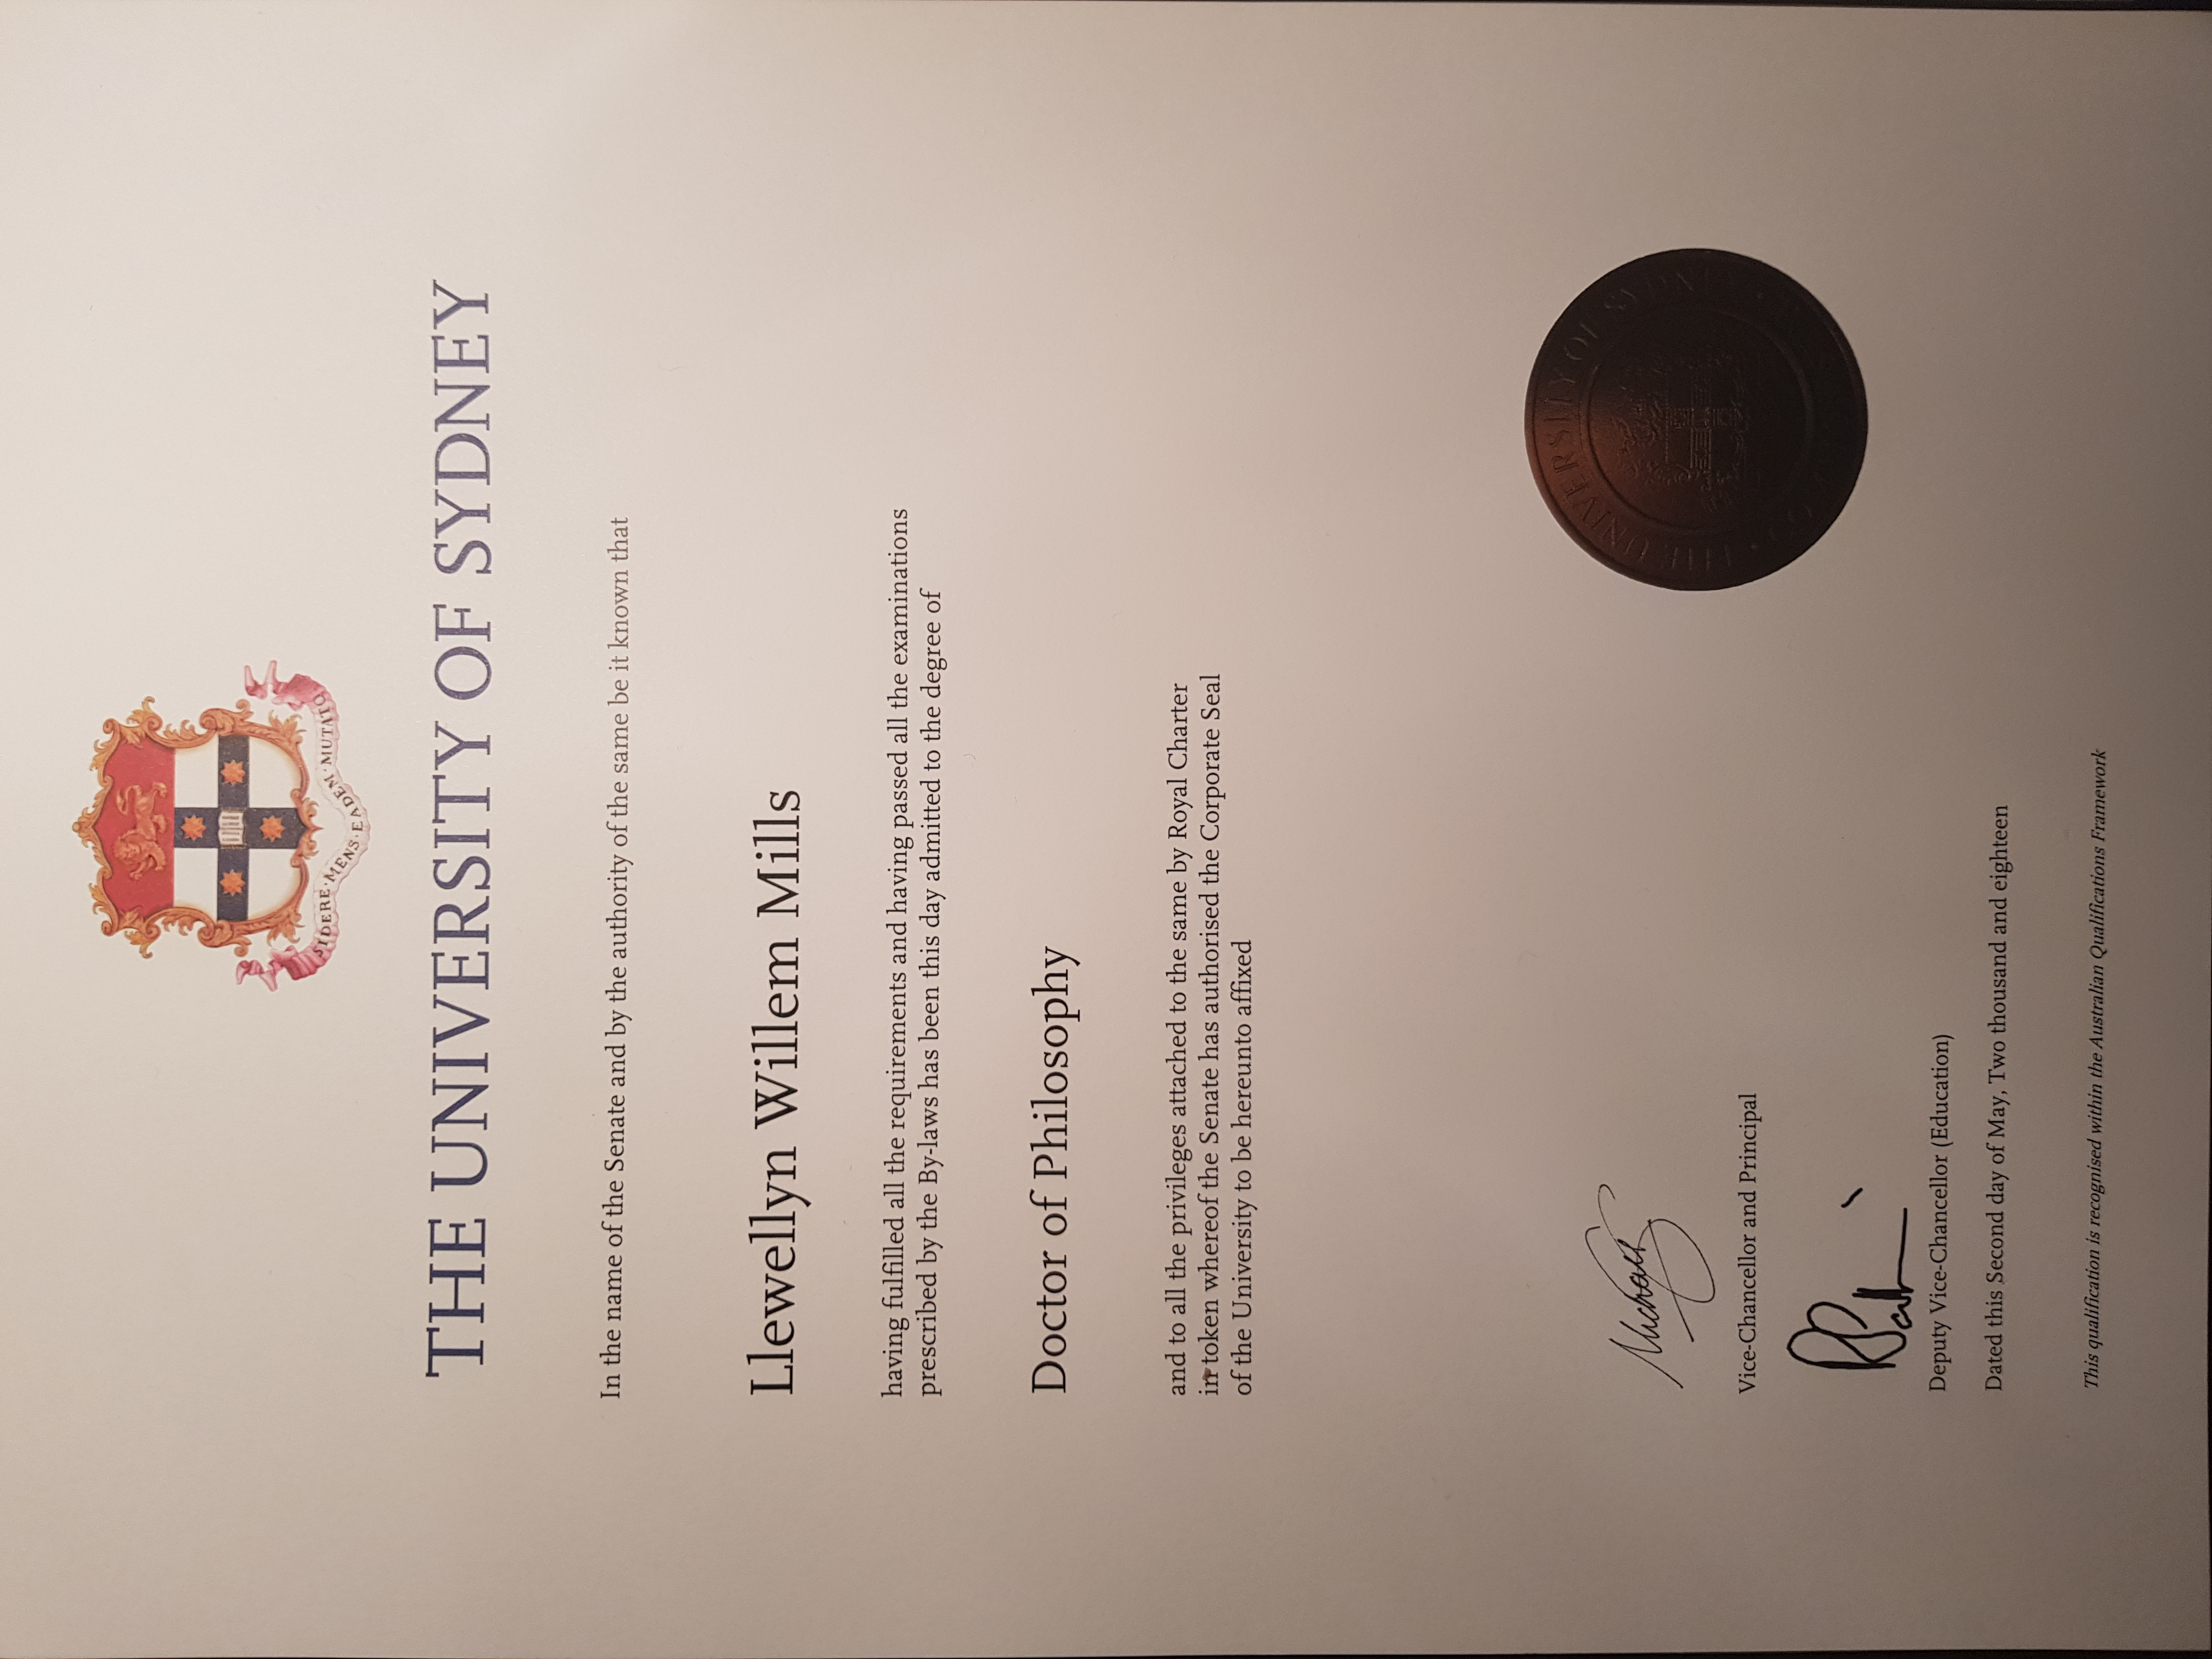 SIDERE·MENS·EADEM·MUTATO
THE UNIVERSITY OF SYDNEY
In the name of the Senate and by the authority of the same be it known that
Llewellyn Willem Mills
having fulfilled all the requirements and having passed all the examinations
prescribed by the By-laws has been this day admitted to the degree of
Doctor of Philosophy
and to all the privileges attached to the same by Royal Charter
in token whereof the Senate has authorised the Corporate Seal
of the University to be hereunto affixed
THE UNIVERSITY OF SYDNEY
Vice-Chancellor and Principal
Deputy Vice-Chancellor (Education)
Dated this Second day of May, Two thousand and eighteen
This qualification is recognised within the Australian Qualifications Framework